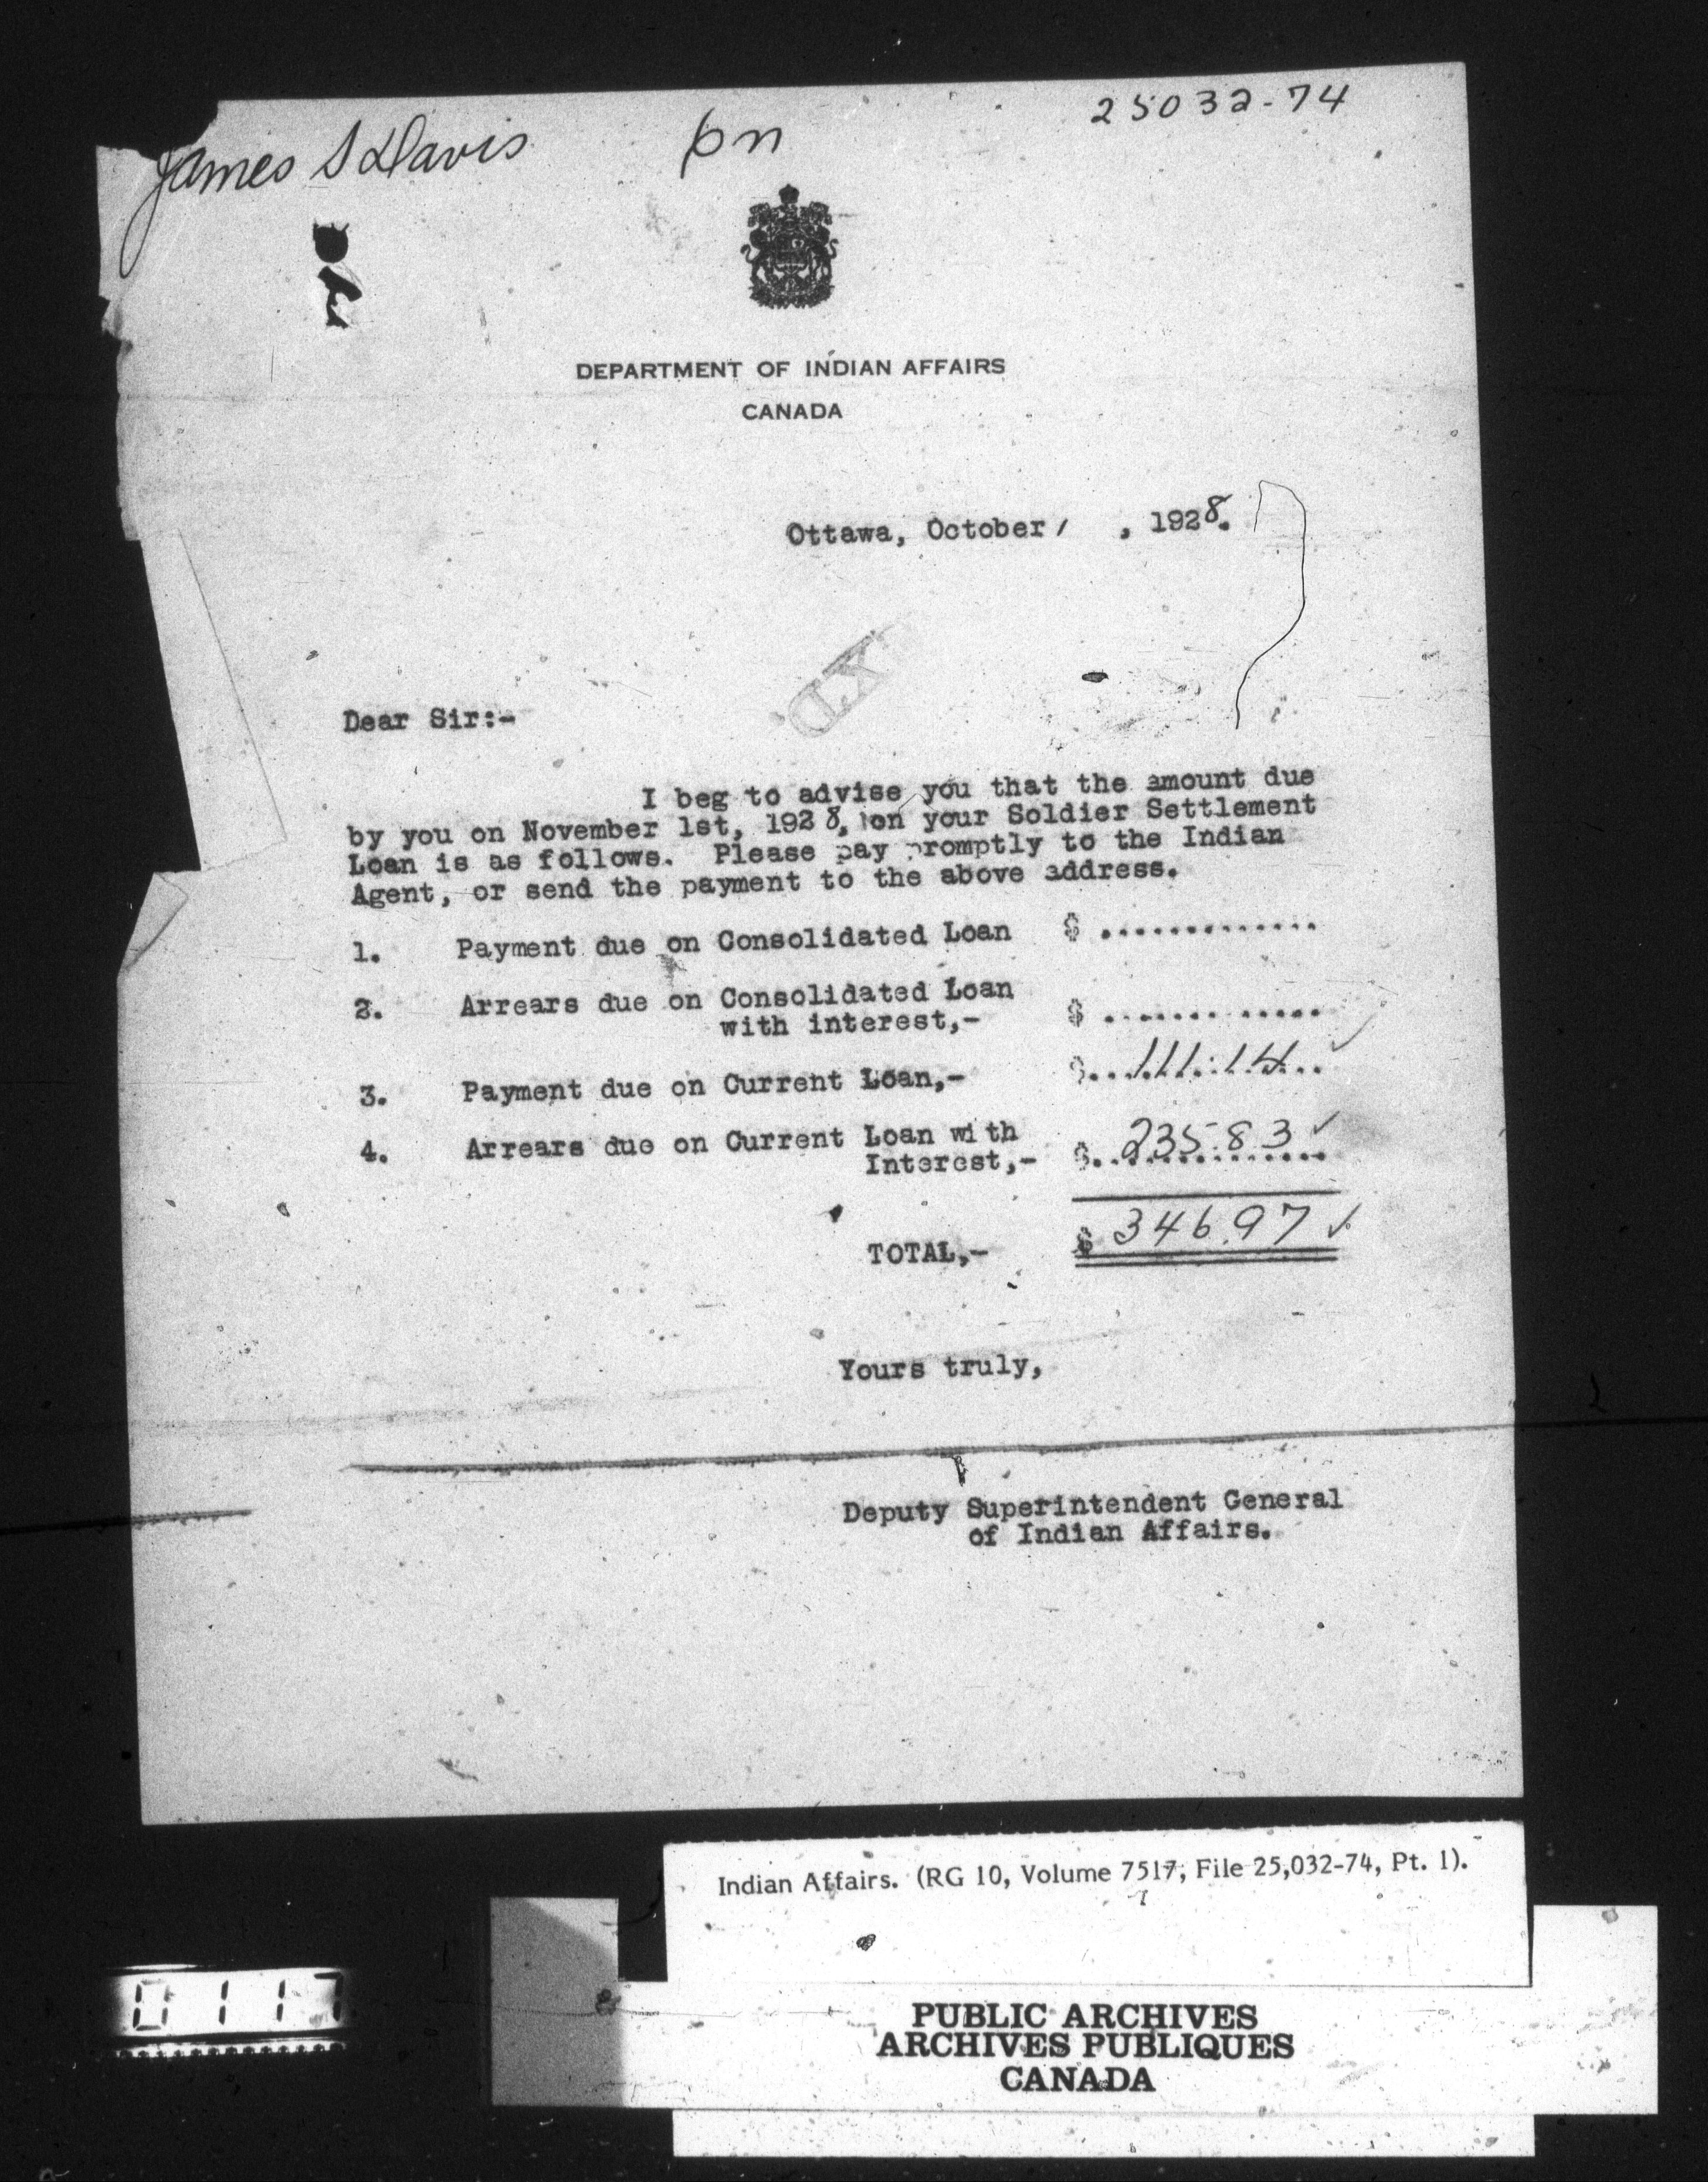 25032-74
James S Davis
pn
DEPARTMENT OF INDIAN AFFAIRS
CANADA
Ottawa, October 1 , 1928.
Dear Sir:-
I beg to advise you that the amount due
by you on November 1st, 1928, on your Soldier Settlement
Loan is as follows. Please pay promptly to the Indian
Agent, or send the payment to the above address.
1. Payment due on Consolidated Loan $ .............
2. Arrears due on Consolidated Loan
with interest,- $ .............
3. Payment due on Current Loan,- $ 111.14 ✓
4. Arrears due on Current Loan with
Interest,- $ 235.83 ✓
TOTAL,- $ 346.97 ✓
Yours truly,
Deputy Superintendent General
of Indian Affairs.
Indian Affairs. (RG 10, Volume 7517, File 25,032-74, Pt. 1).
0117
PUBLIC ARCHIVES
ARCHIVES PUBLIQUES
CANADA